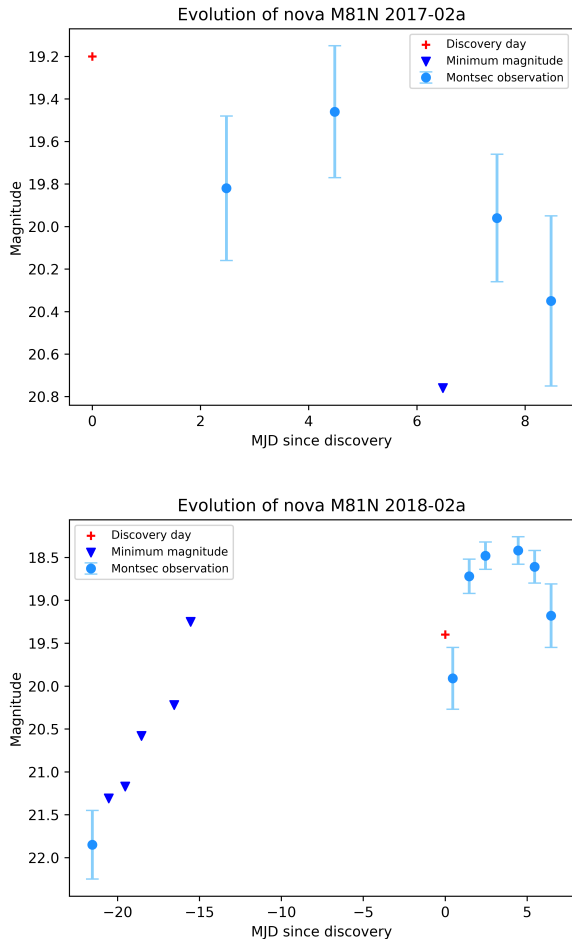 Evolution of nova M81N 2017-02a
Discovery day
Minimum magnitude
Montsec observation
Magnitude
19.2
19.4
19.6
19.8
20.0
20.2
20.4
20.6
20.8
0 2 4 6 8
MJD since discovery
Evolution of nova M81N 2018-02a
Discovery day
Minimum magnitude
Montsec observation
Magnitude
18.5
19.0
19.5
20.0
20.5
21.0
21.5
22.0
−20 −15 −10 −5 0 5
MJD since discovery